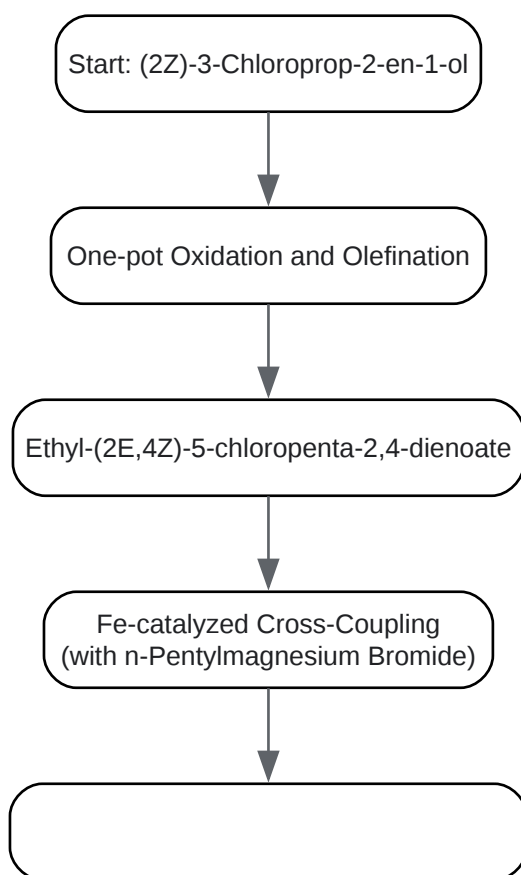 Start: (2Z)-3-Chloroprop-2-en-1-ol
One-pot Oxidation and Olefination
Ethyl-(2E,4Z)-5-chloropenta-2,4-dienoate
Fe-catalyzed Cross-Coupling
(with n-Pentylmagnesium Bromide)